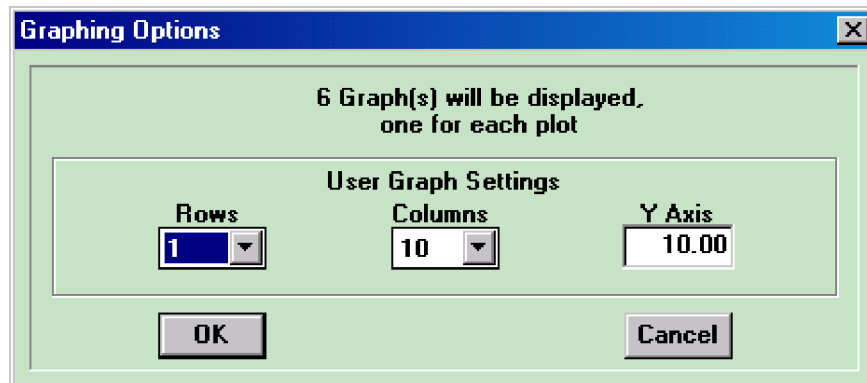 Graphing Options
6 Graph(s) will be displayed,
one for each plot
User Graph Settings
Rows Columns Y Axis
1 10 10.00
OK Cancel